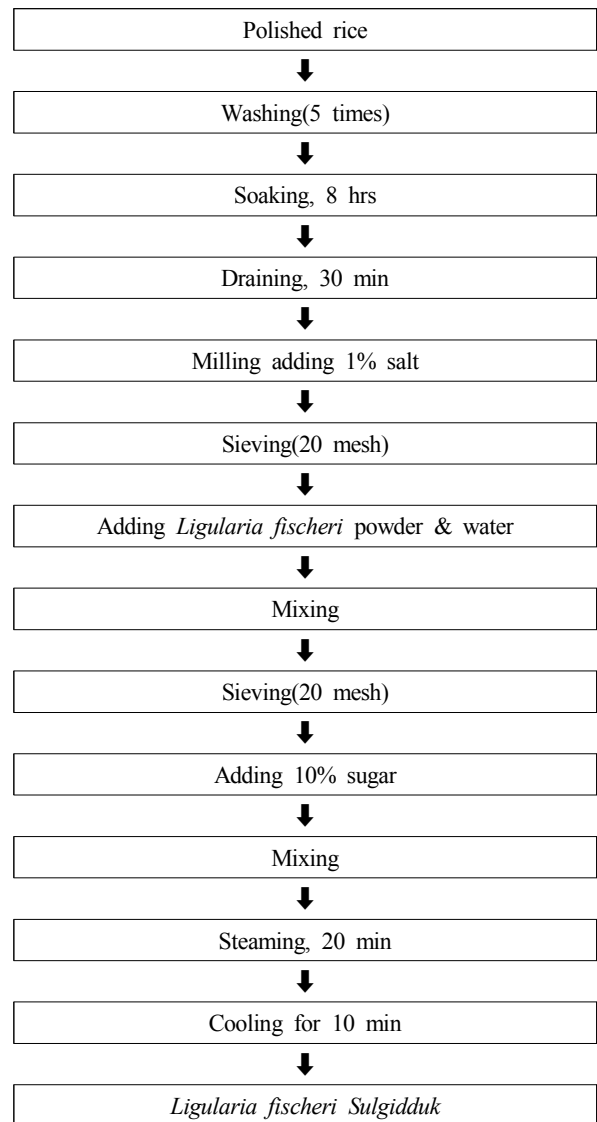 Polished rice
Washing(5 times)
Soaking, 8 hrs
Draining, 30 min
Milling adding 1% salt
Sieving(20 mesh)
Adding Ligularia fischeri powder & water
Mixing
Sieving(20 mesh)
Adding 10% sugar
Mixing
Steaming, 20 min
Cooling for 10 min
Ligularia fischeri Sulgidduk